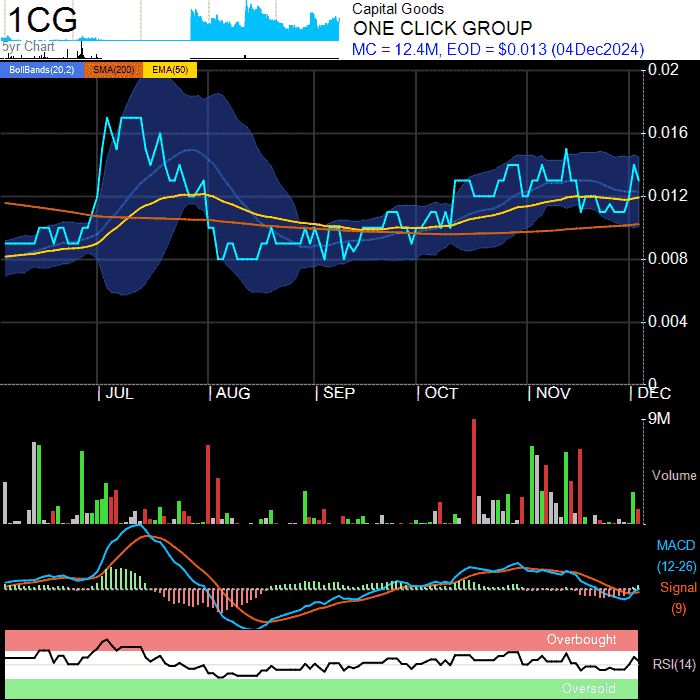 1CG
5yr Chart
Capital Goods
ONE CLICK GROUP
MC = 12.4M, EOD = $0.013 (04Dec2024)
BollBands(20,2) SMA(200) EMA(50)
0.02
0.016
0.012
0.008
0.004
0
JUL AUG SEP OCT NOV DEC
9M
Volume
MACD
(12-26)
Signal
(9)
Overbought
RSI(14)
Oversold